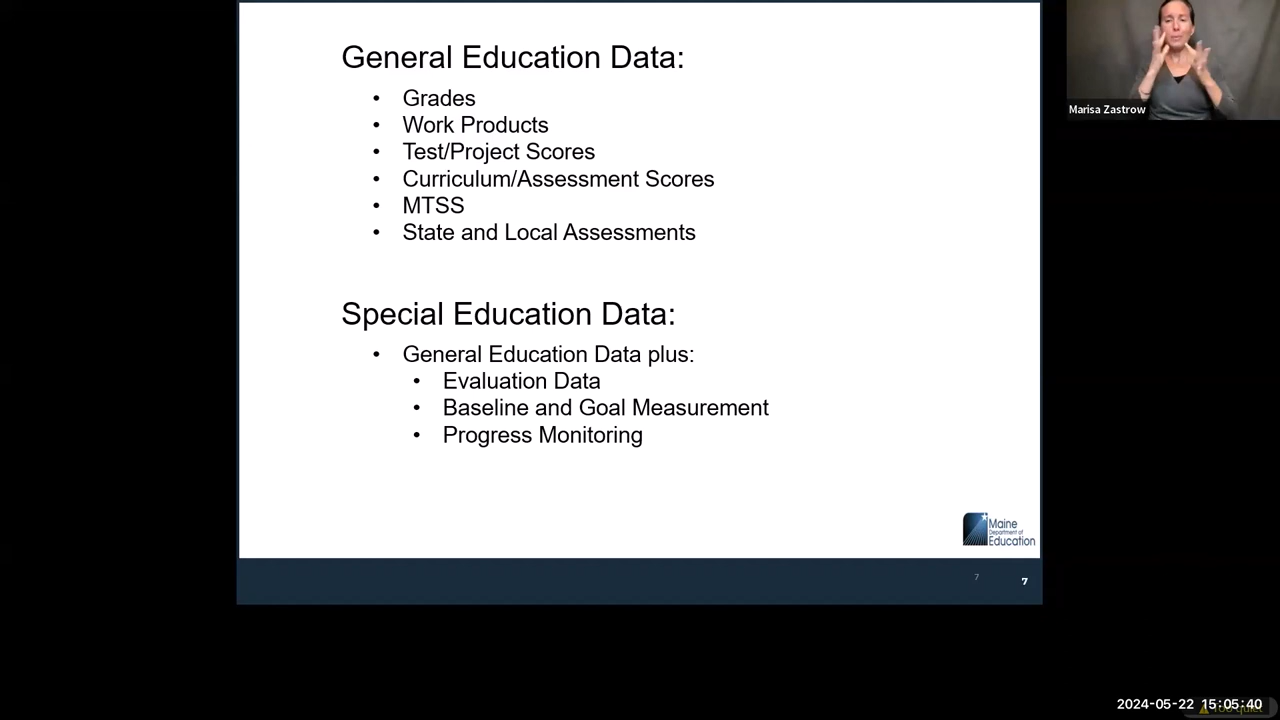 General Education Data:
• Grades
• Work Products
• Test/Project Scores
• Curriculum/Assessment Scores
• MTSS
• State and Local Assessments
Special Education Data:
• General Education Data plus:
• Evaluation Data
• Baseline and Goal Measurement
• Progress Monitoring
Maine
Department of
Education
7
7
Marisa Zastrow
2024-05-22 15:05:40